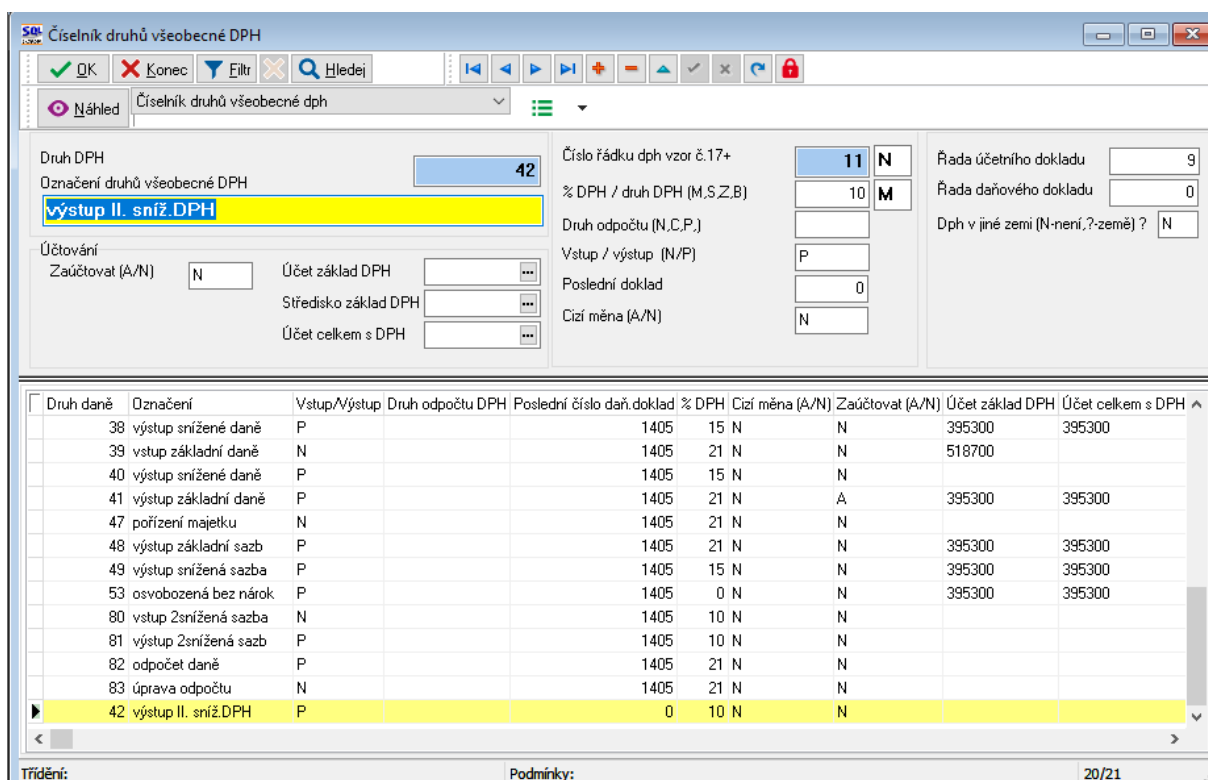 SQL Číselník druhů všeobecné DPH
OK Konec Filtr Hledej
Náhled Číselník druhů všeobecné dph
Druh DPH 42
Označení druhů všeobecné DPH
výstup II. sníž.DPH
Účtování
Zaúčtovat (A/N) N
Účet základ DPH ...
Středisko základ DPH ...
Účet celkem s DPH ...
Číslo řádku dph vzor č.17+ 11 N
% DPH / druh DPH (M,S,Z,B) 10 M
Druh odpočtu (N,C,P,)
Vstup / výstup (N/P) P
Poslední doklad 0
Cizí měna (A/N) N
Řada účetního dokladu 9
Řada daňového dokladu 0
Dph v jiné zemi (N-není,?-země) ? N
Druh daně Označení Vstup/Výstup Druh odpočtu DPH Poslední číslo daň.doklad % DPH Cizí měna (A/N) Zaúčtovat (A/N) Účet základ DPH Účet celkem s DPH
38 výstup snížené daně P 1405 15 N N 395300 395300
39 vstup základní daně N 1405 21 N N 518700
40 výstup snížené daně P 1405 15 N N
41 výstup základní daně P 1405 21 N A 395300 395300
47 pořízení majetku N 1405 21 N N
48 výstup základní sazb P 1405 21 N N 395300 395300
49 výstup snížená sazba P 1405 15 N N 395300 395300
53 osvobozená bez nárok P 1405 0 N N 395300 395300
80 vstup 2snížená sazba N 1405 10 N N
81 výstup 2snížená sazb P 1405 10 N N
82 odpočet daně P 1405 21 N N
83 úprava odpočtu N 1405 21 N N
42 výstup II. sníž.DPH P 0 10 N N
Třídění: Podmínky: 20/21